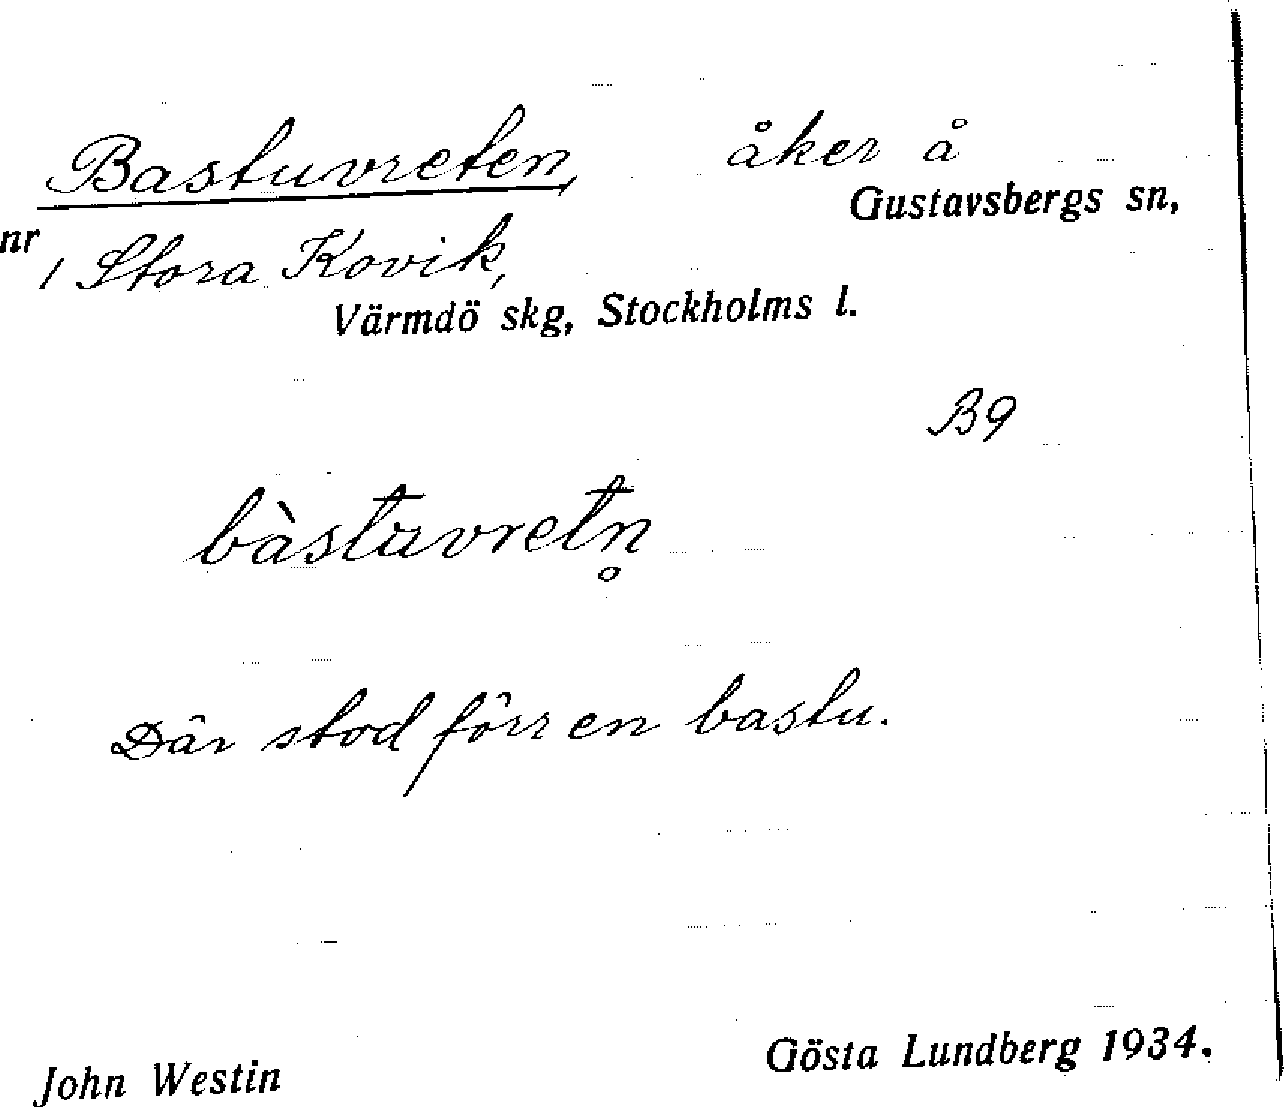 Bastuvreten, åker å
Gustavsbergs sn,
nr 1 Stora Kovik,
Värmdö skg, Stockholms l.
B9
bàstuvretn̥
Där stod förr en bastu.
John Westin Gösta Lundberg 1934.